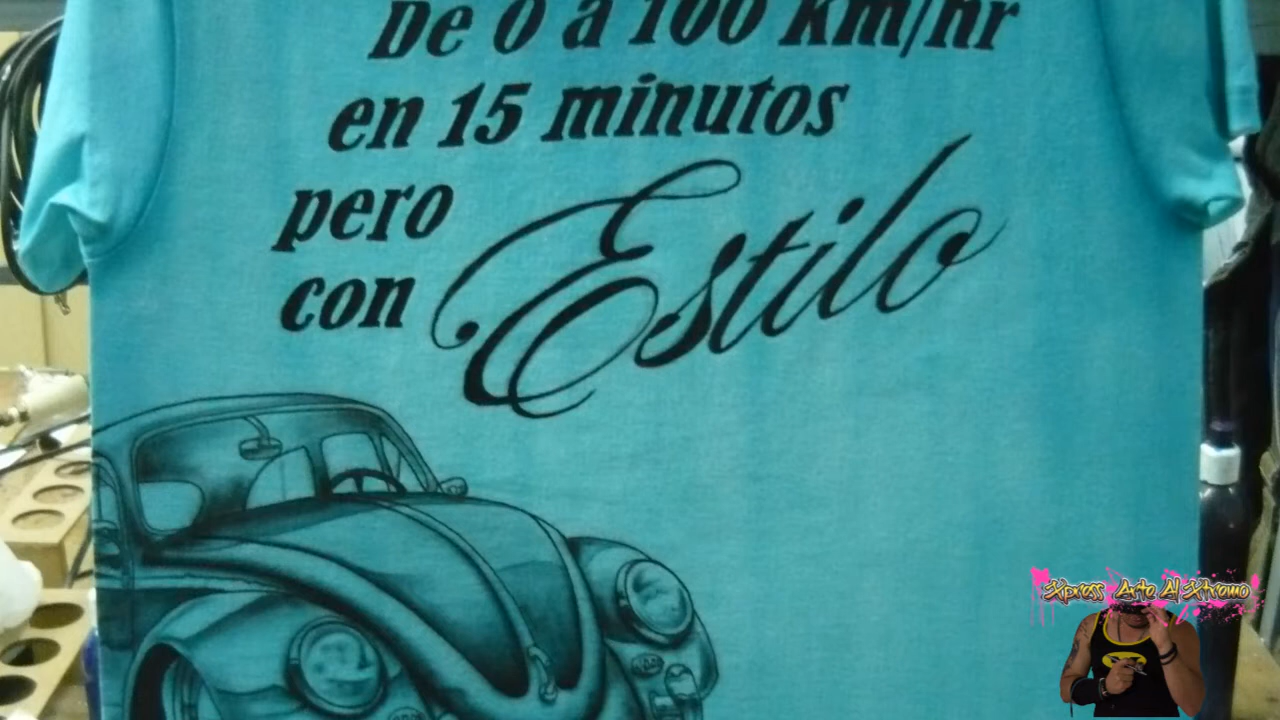 De 0 a 100 km/hr
en 15 minutos
pero
con Estilo
Xpress Arte Al Xtremo